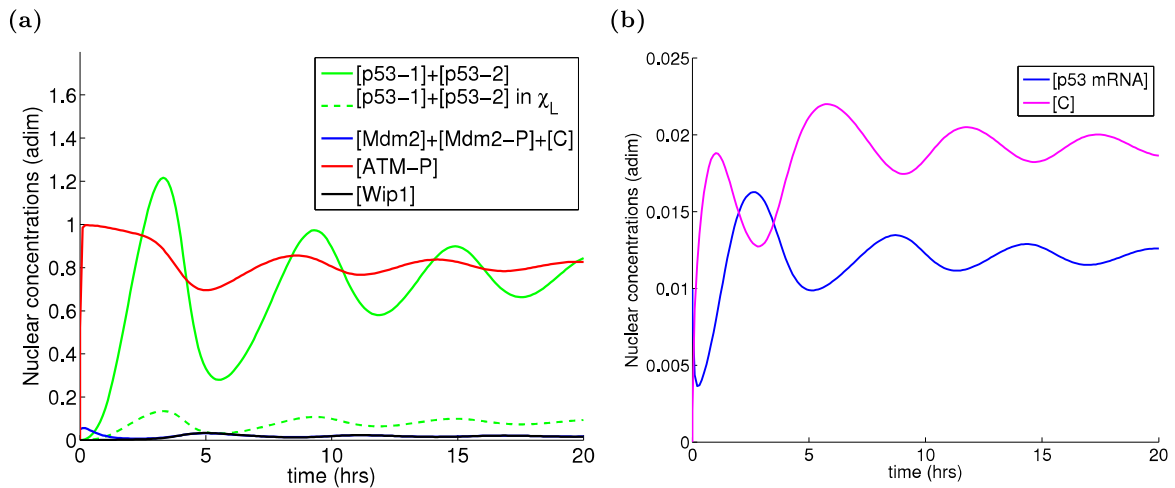 (a)
Nuclear concentrations (adim)
1.6
1.4
1.2
1
0.8
0.6
0.4
0.2
0
0 5 10 15 20
time (hrs)
[p53-1]+[p53-2]
[p53-1]+[p53-2] in χ_L
[Mdm2]+[Mdm2-P]+[C]
[ATM-P]
[Wip1]
(b)
Nuclear concentrations (adim)
0.025
0.02
0.015
0.01
0.005
0
0 5 10 15 20
time (hrs)
[p53 mRNA]
[C]